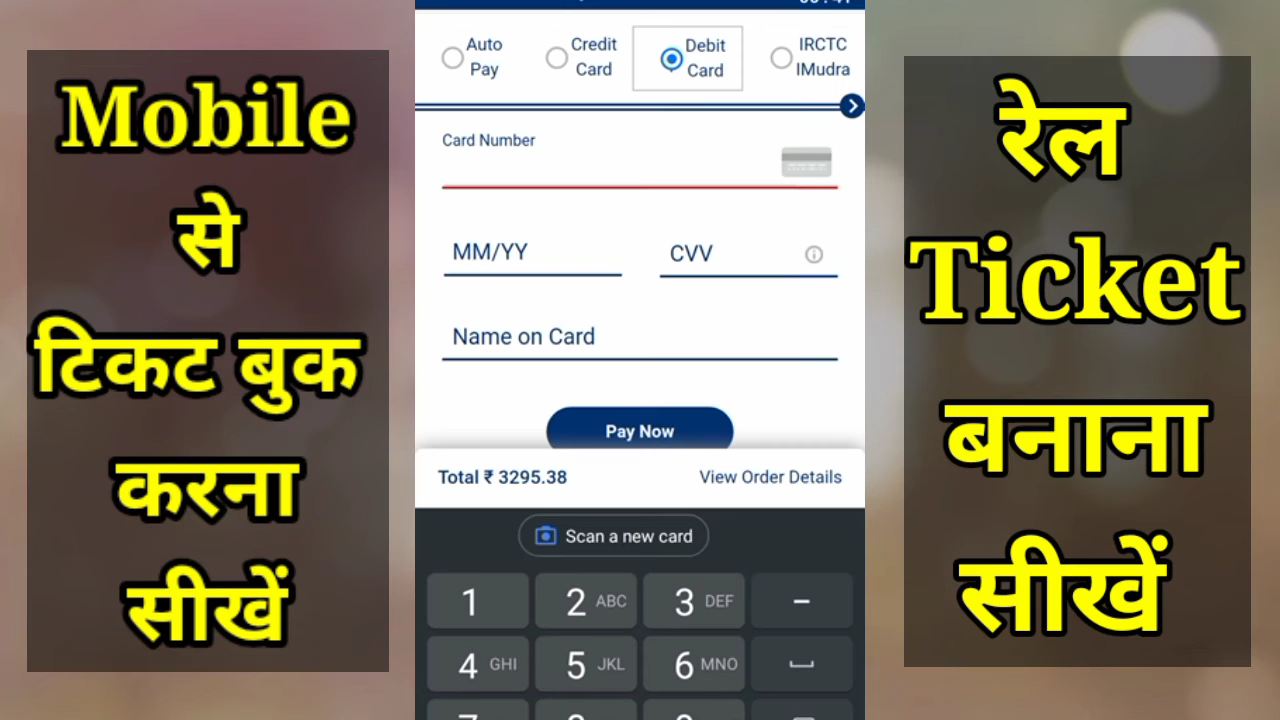 Mobile
से
टिकट बुक
करना
सीखें
Auto Pay
Credit Card
Debit Card
IRCTC IMudra
Card Number
MM/YY
CVV
Name on Card
Pay Now
Total ₹ 3295.38
View Order Details
Scan a new card
1
2 ABC
3 DEF
-
4 GHI
5 JKL
6 MNO
रेल
Ticket
बनाना
सीखें